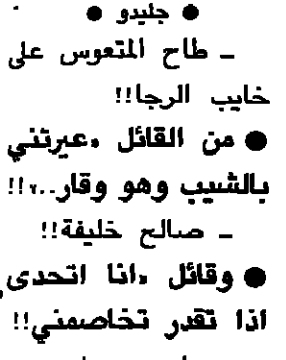 ● جليدو ●
ـ طاح المتعوس على
خايب الرجا!!
● من القائل «عيرتني
بالشيب وهو وقار..»!!
ـ صالح خليفة!!
● وقائل «انا اتحدى
اذا تقدر تخاصمني!!